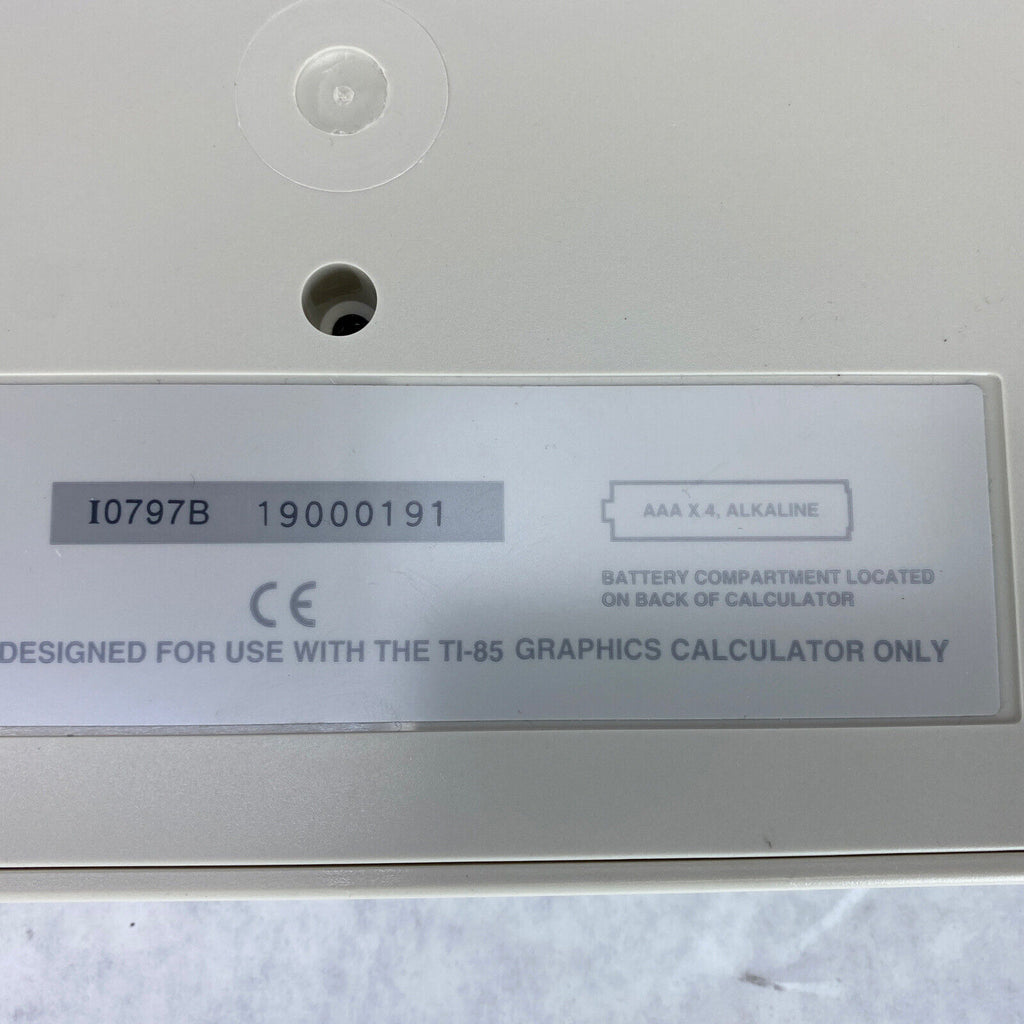 I0797B 19000191
AAA X 4, ALKALINE
BATTERY COMPARTMENT LOCATED
ON BACK OF CALCULATOR
CE
DESIGNED FOR USE WITH THE TI-85 GRAPHICS CALCULATOR ONLY